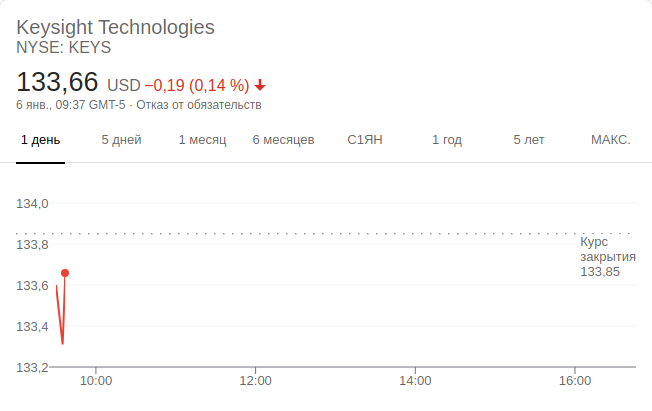 Keysight Technologies
NYSE: KEYS
133,66 USD −0,19 (0,14 %)
6 янв., 09:37 GMT-5 · Отказ от обязательств
1 день 5 дней 1 месяц 6 месяцев С1ЯН 1 год 5 лет МАКС.
134,0
133,8
Курс
закрытия
133,85
133,6
133,4
133,2
10:00 12:00 14:00 16:00